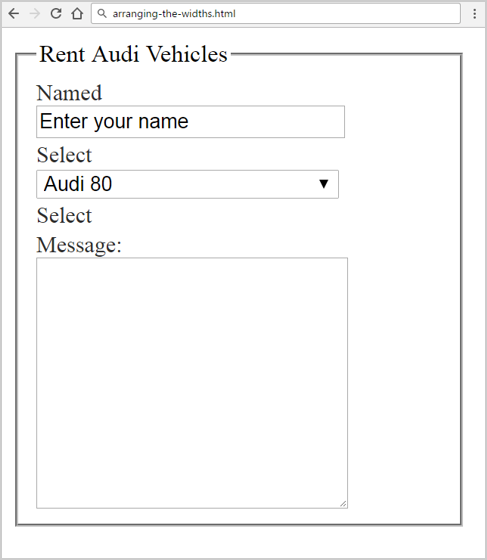 arranging-the-widths.html
Rent Audi Vehicles
Named
Enter your name
Select
Audi 80
Select
Message: